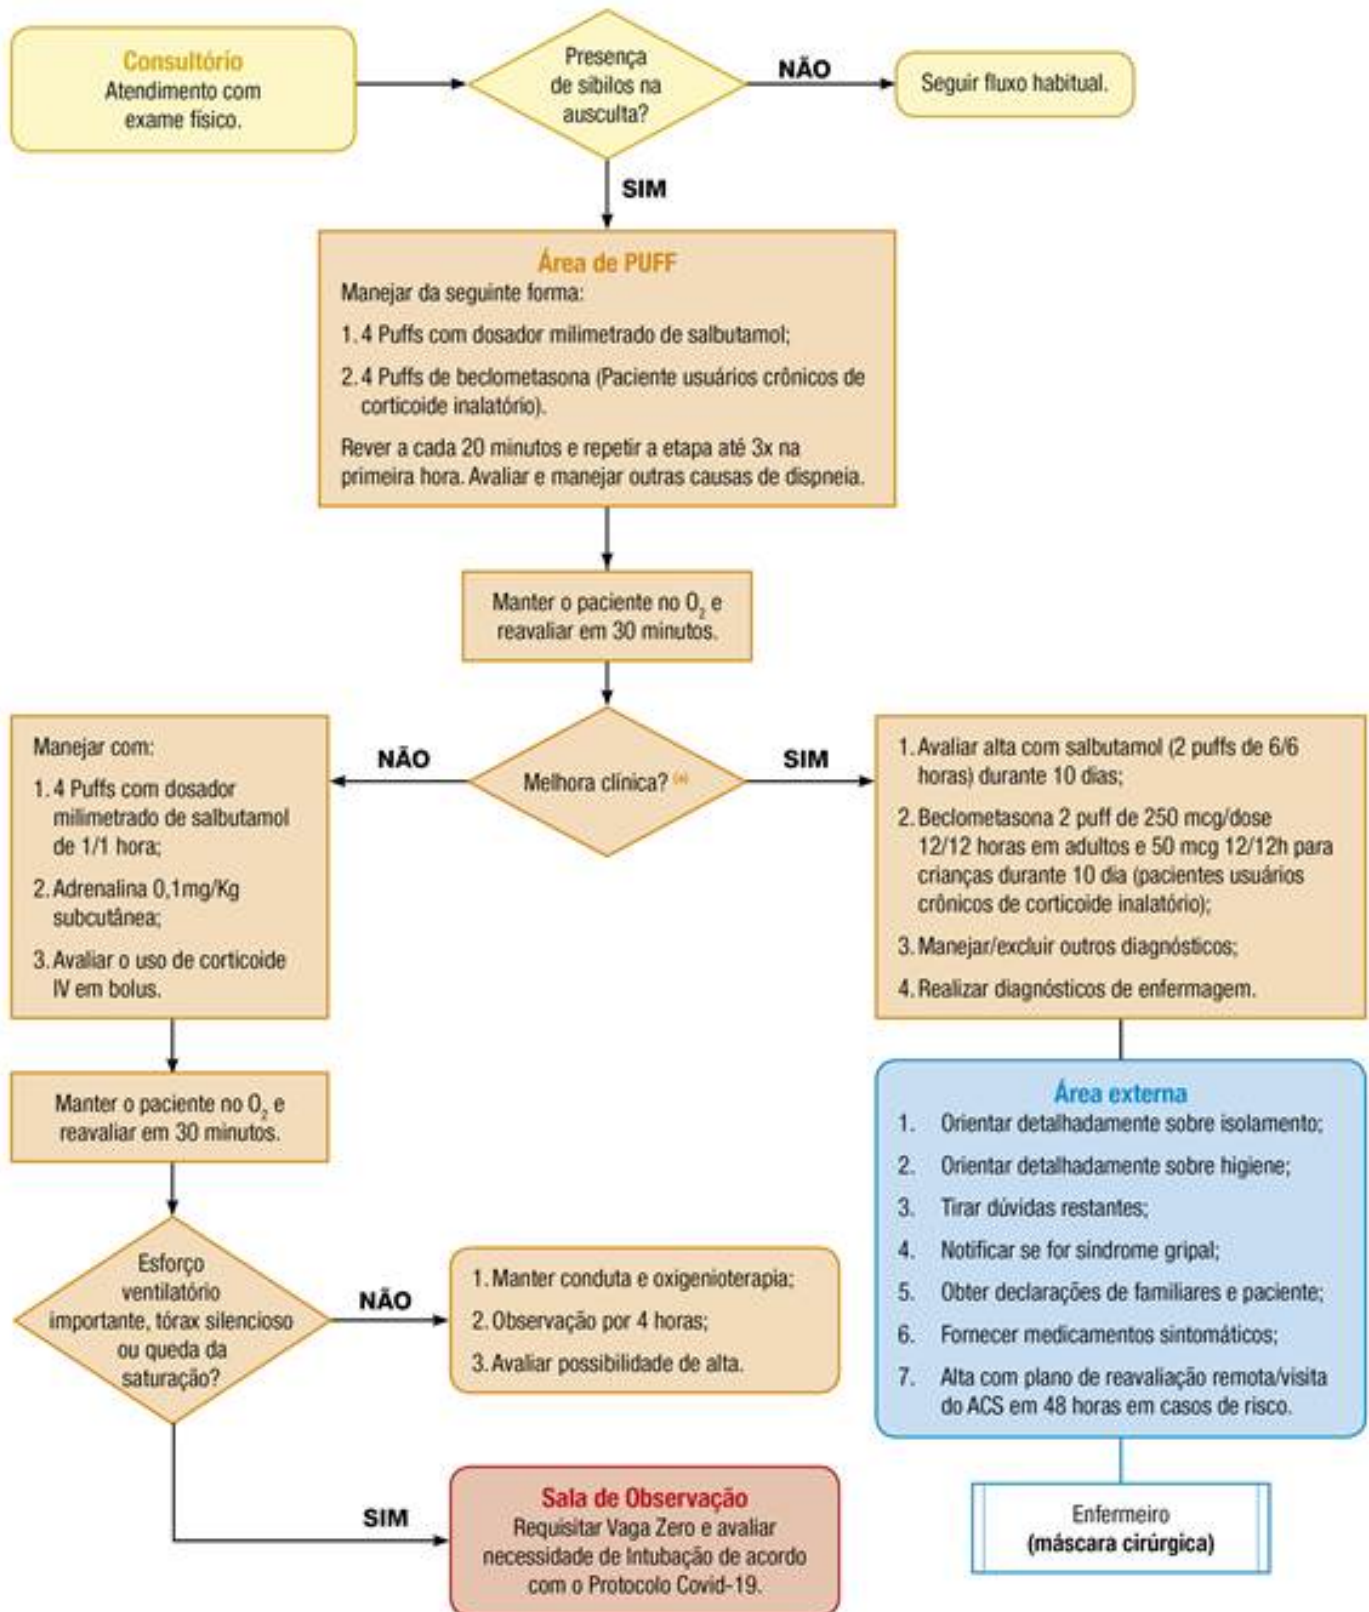 Consultório
Atendimento com
exame físico.
Presença
de sibilos na
ausculta?
NÃO
Seguir fluxo habitual.
SIM
Área de PUFF
Manejar da seguinte forma:
1. 4 Puffs com dosador milimetrado de salbutamol;
2. 4 Puffs de beclometasona (Paciente usuários crônicos de
corticoide inalatório).
Rever a cada 20 minutos e repetir a etapa até 3x na
primeira hora. Avaliar e manejar outras causas de dispneia.
Manter o paciente no O₂ e
reavaliar em 30 minutos.
Melhora clínica? (a)
NÃO
SIM
Manejar com:
1. 4 Puffs com dosador
milimetrado de salbutamol
de 1/1 hora;
2. Adrenalina 0,1mg/Kg
subcutânea;
3. Avaliar o uso de corticoide
IV em bolus.
1. Avaliar alta com salbutamol (2 puffs de 6/6
horas) durante 10 dias;
2. Beclometasona 2 puff de 250 mcg/dose
12/12 horas em adultos e 50 mcg 12/12h para
crianças durante 10 dia (pacientes usuários
crônicos de corticoide inalatório);
3. Manejar/excluir outros diagnósticos;
4. Realizar diagnósticos de enfermagem.
Manter o paciente no O₂ e
reavaliar em 30 minutos.
Área externa
1. Orientar detalhadamente sobre isolamento;
2. Orientar detalhadamente sobre higiene;
3. Tirar dúvidas restantes;
4. Notificar se for síndrome gripal;
5. Obter declarações de familiares e paciente;
6. Fornecer medicamentos sintomáticos;
7. Alta com plano de reavaliação remota/visita
do ACS em 48 horas em casos de risco.
Esforço
ventilatório
importante, tórax silencioso
ou queda da
saturação?
NÃO
1. Manter conduta e oxigenioterapia;
2. Observação por 4 horas;
3. Avaliar possibilidade de alta.
SIM
Sala de Observação
Requisitar Vaga Zero e avaliar
necessidade de Intubação de acordo
com o Protocolo Covid-19.
Enfermeiro
(máscara cirúrgica)